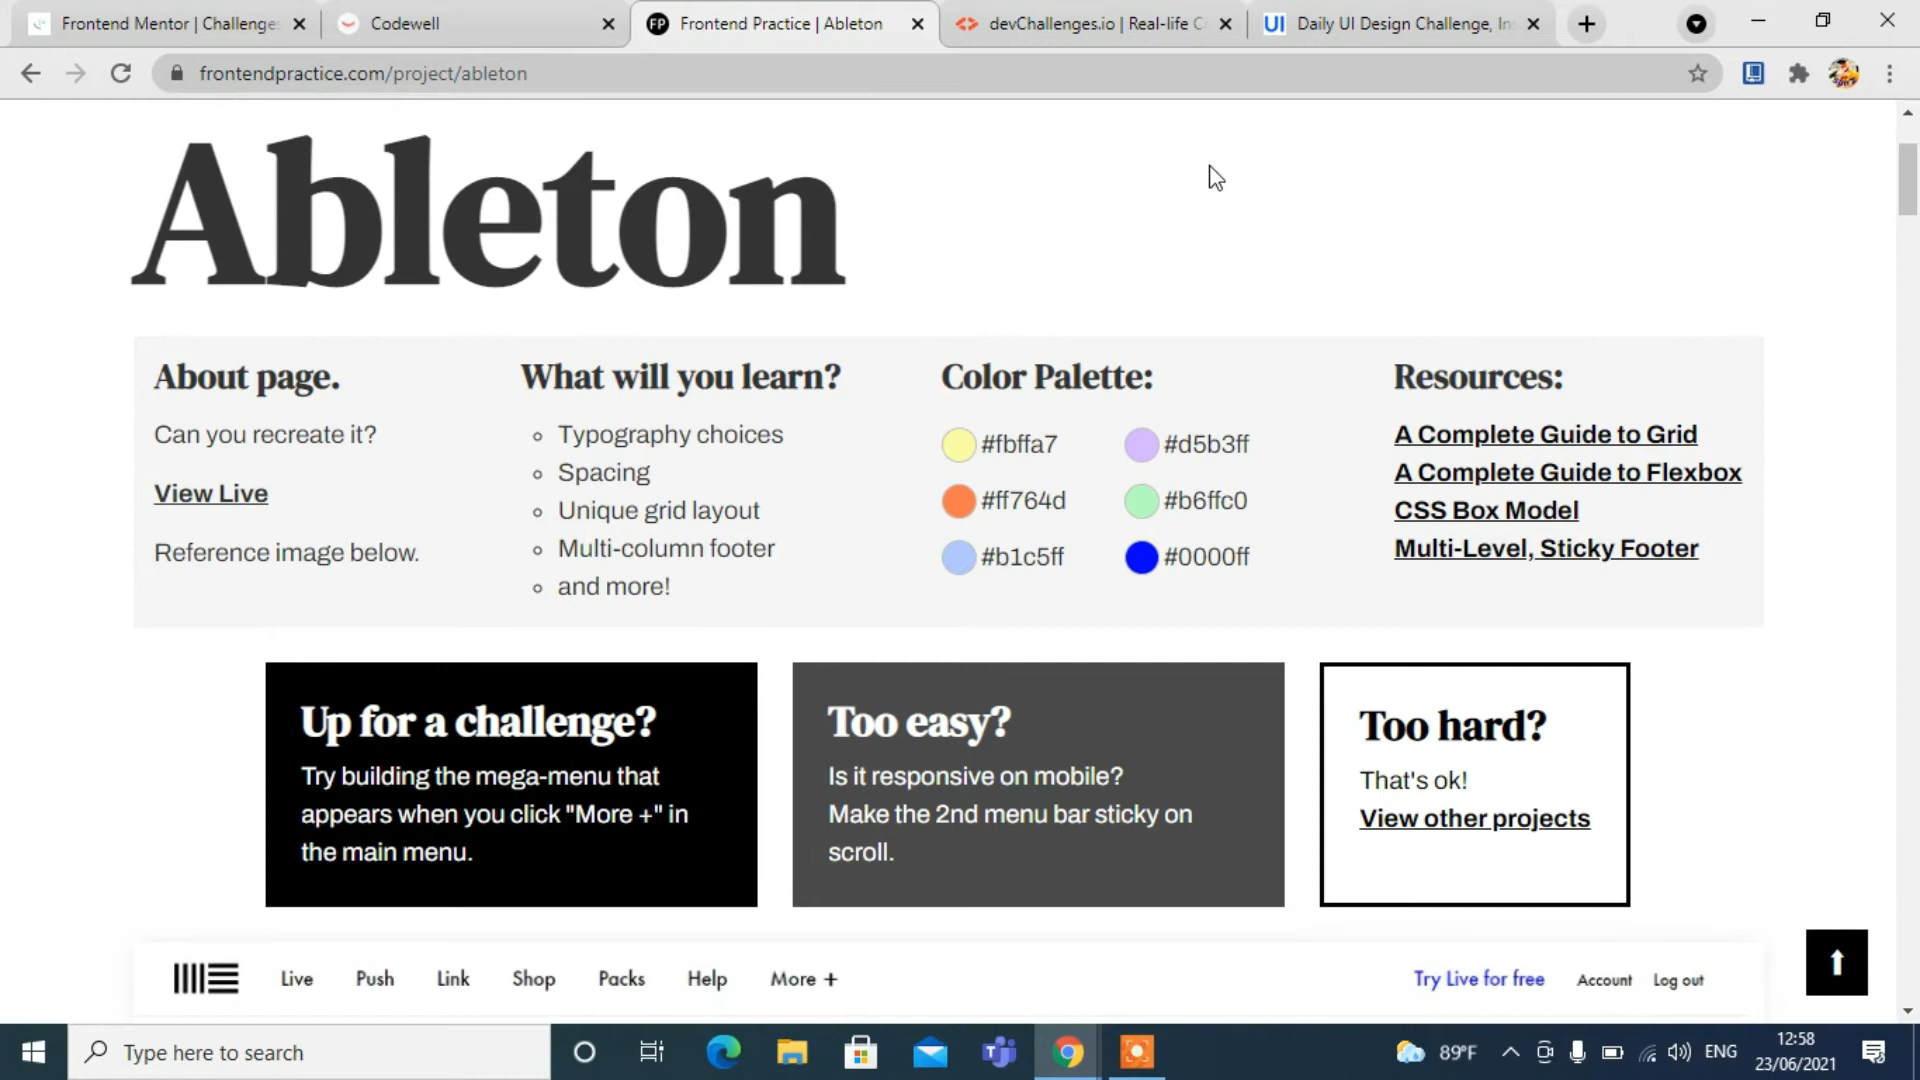 Frontend Mentor | Challenge
Codewell
FP
Frontend Practice | Ableton
devChallenges.io | Real-life C
UI
Daily UI Design Challenge, In
frontendpractice.com/project/ableton
Ableton
About page.
Can you recreate it?
View Live
Reference image below.
What will you learn?
Typography choices
Spacing
Unique grid layout
Multi-column footer
and more!
Color Palette:
#fbffa7
#d5b3ff
#ff764d
#b6ffc0
#b1c5ff
#0000ff
Resources:
A Complete Guide to Grid
A Complete Guide to Flexbox
CSS Box Model
Multi-Level, Sticky Footer
Up for a challenge?
Try building the mega-menu that
appears when you click "More +" in
the main menu.
Too easy?
Is it responsive on mobile?
Make the 2nd menu bar sticky on
scroll.
Too hard?
That's ok!
View other projects
Live Push Link Shop Packs Help More +
Try Live for free Account Log out
Type here to search
89°F
ENG
12:58
23/06/2021